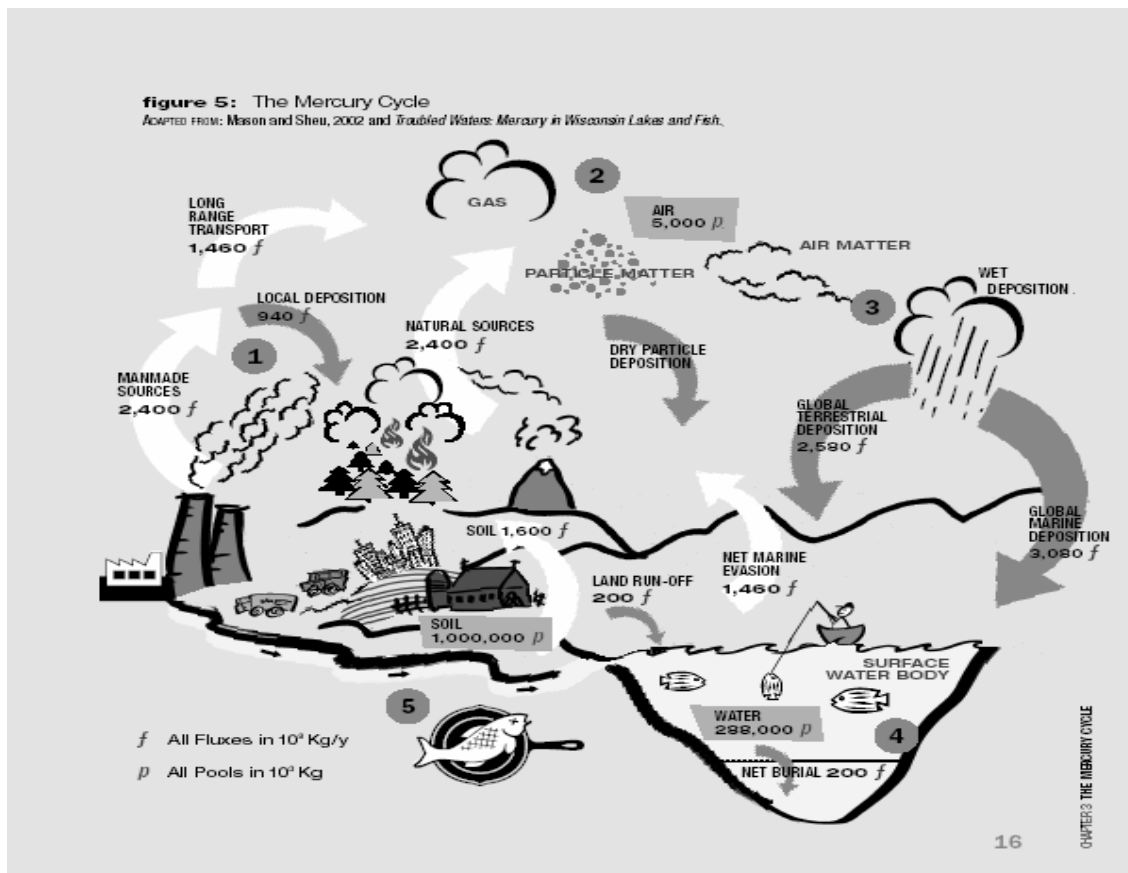 figure 5: The Mercury Cycle
ADAPTED FROM: Mason and Sheu, 2002 and Troubled Waters: Mercury in Wisconsin Lakes and Fish.
2
LONG
RANGE
TRANSPORT
1,460 f
GAS
AIR
5,000 p
AIR MATTER
PARTICLE MATTER
WET
DEPOSITION
3
LOCAL DEPOSITION
940 f
1
NATURAL SOURCES
2,400 f
DRY PARTICLE
DEPOSITION
MANMADE
SOURCES
2,400 f
GLOBAL
TERRESTRIAL
DEPOSITION
2,580 f
GLOBAL
MARINE
DEPOSITION
3,080 f
SOIL 1,600 f
NET MARINE
EVASION
1,460 f
LAND RUN-OFF
200 f
SOIL
1,000,000 p
SURFACE
WATER BODY
WATER
288,000 p
4
NET BURIAL 200 f
5
f All Fluxes in 10³ Kg/y
p All Pools in 10³ Kg
16
CHAPTER 3 THE MERCURY CYCLE